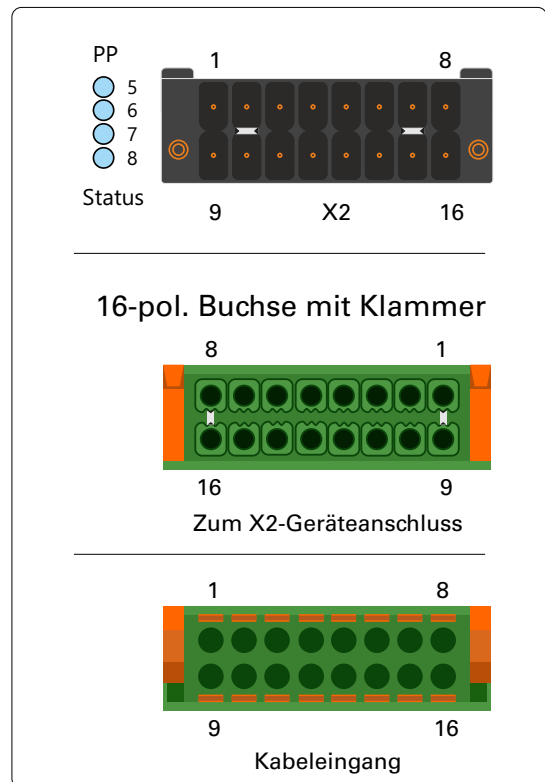 PP
1 8
5
6
7
8
Status
9 X2 16
16-pol. Buchse mit Klammer
8 1
16 9
Zum X2-Geräteanschluss
1 8
9 16
Kabeleingang